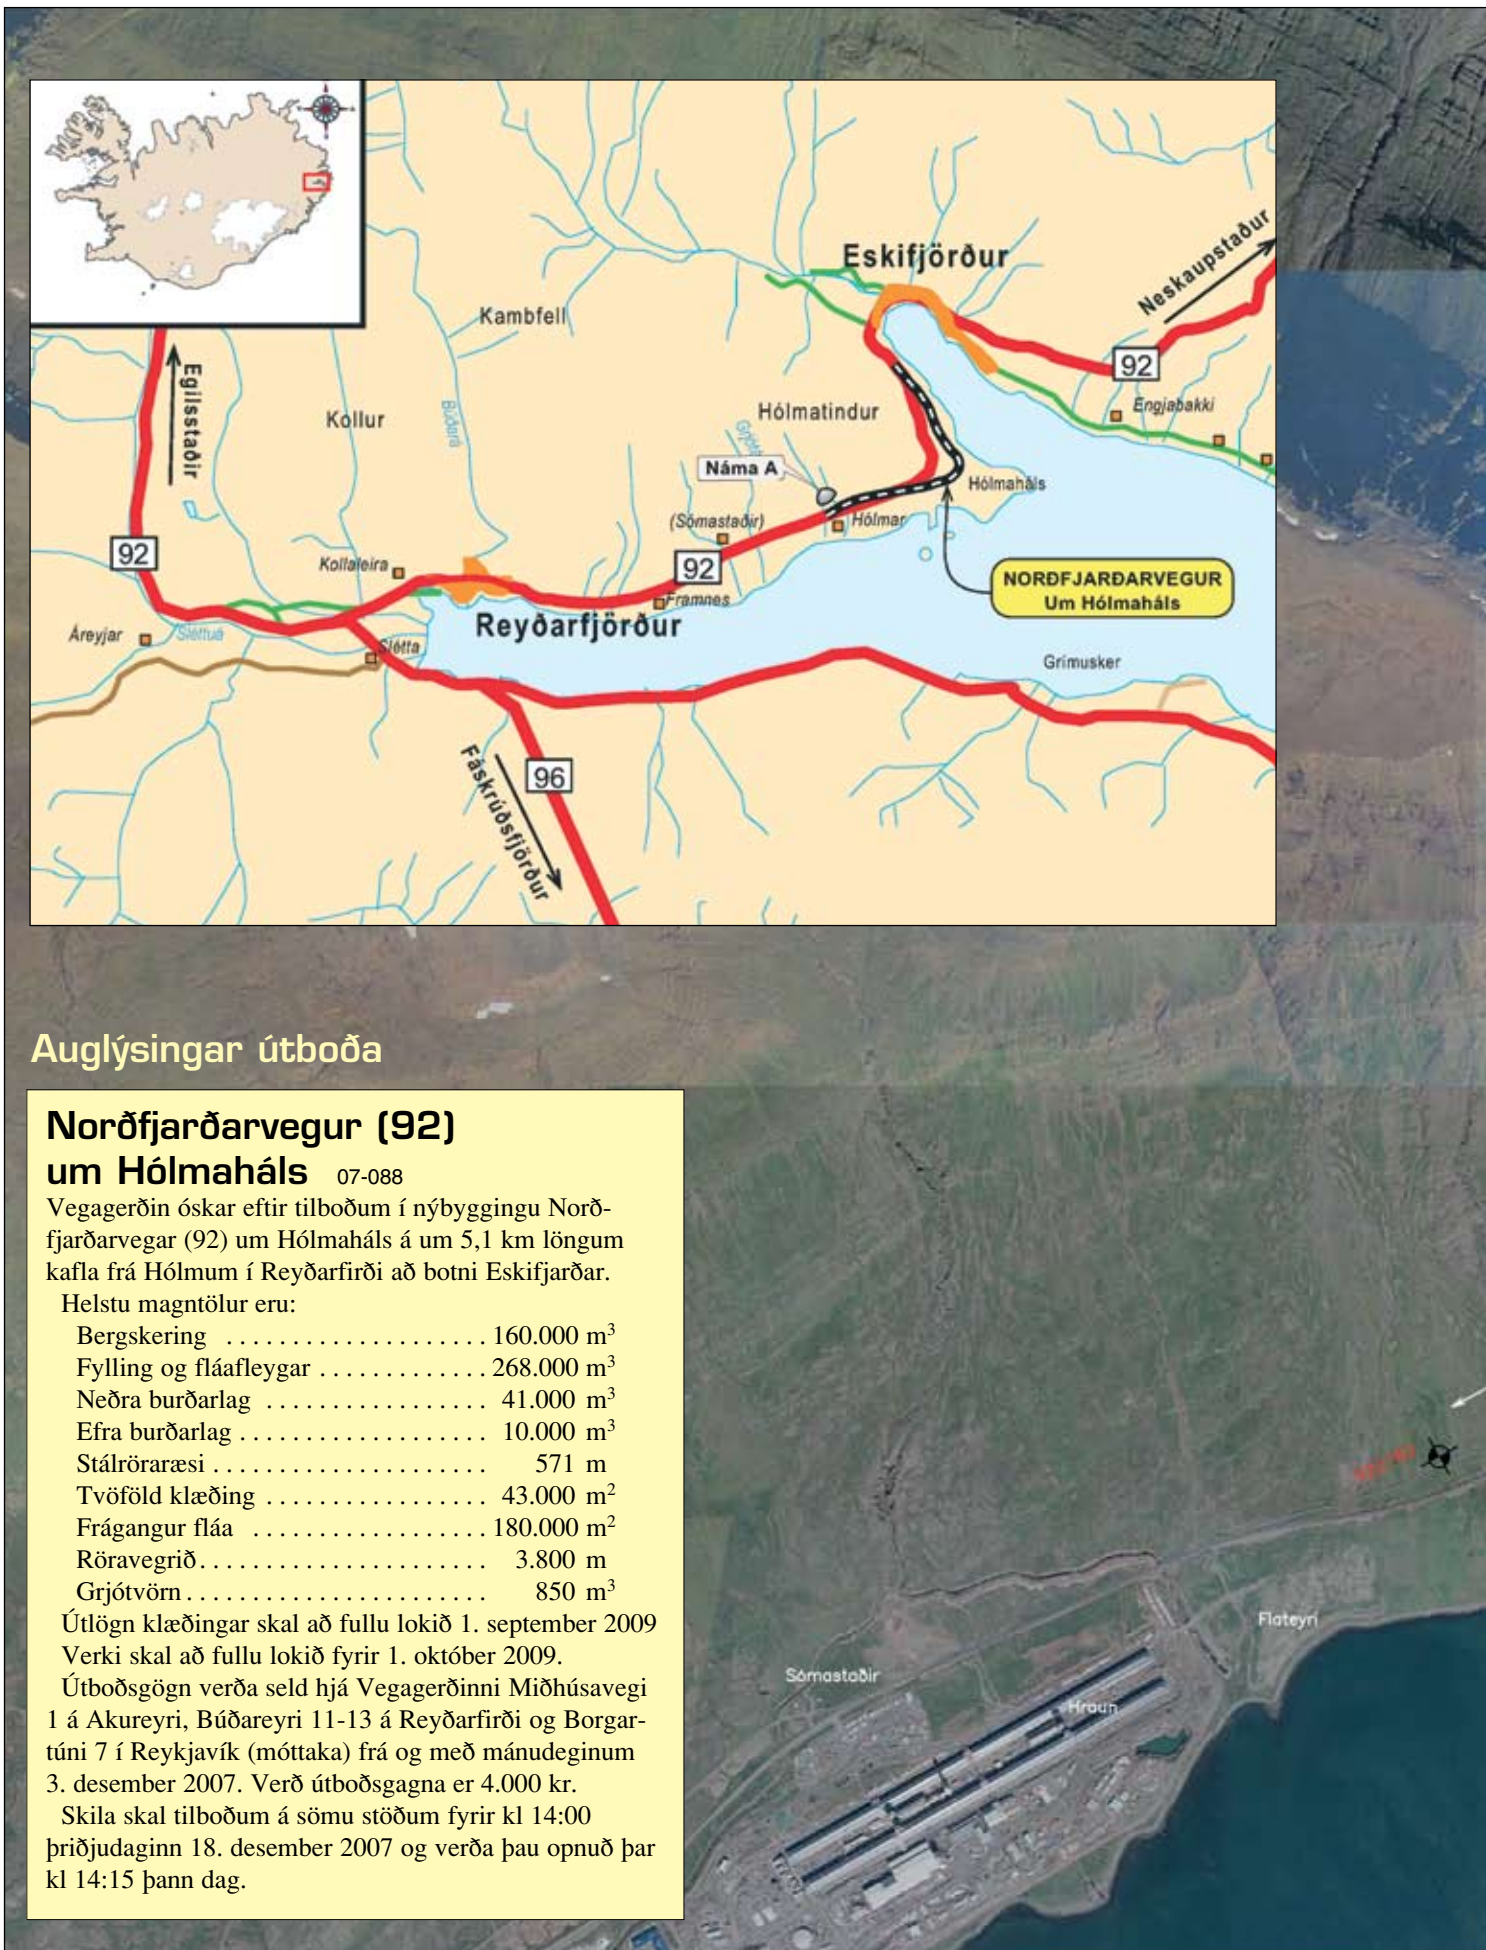 Eskifjörður
Neskaupstaður
Kambfell
Egilsstaðir
92
Kollur
Búðará
Hólmatindur
Engjabakki
Náma A
Hólmaháls
(Sómastaðir)
Hólmar
92
Kollaleira
92
NORÐFJARÐARVEGUR
Um Hólmaháls
Framnes
Reyðarfjörður
Áreyjar
Sléttuá
Slétta
Grímusker
Fáskrúðsfjörður
96
Auglýsingar útboða
Norðfjarðarvegur (92)
um Hólmaháls 07-088
Vegagerðin óskar eftir tilboðum í nýbyggingu Norð-
fjarðarvegar (92) um Hólmaháls á um 5,1 km löngum
kafla frá Hólmum í Reyðarfirði að botni Eskifjarðar.
Helstu magntölur eru:
Bergskering . . . . . . . . . . . . . . . . . . . . 160.000 m³
Fylling og fláafleygar . . . . . . . . . . . . . 268.000 m³
Neðra burðarlag . . . . . . . . . . . . . . . . . 41.000 m³
Efra burðarlag . . . . . . . . . . . . . . . . . . . 10.000 m³
Stálröraræsi . . . . . . . . . . . . . . . . . . . . . 571 m
Tvöföld klæðing . . . . . . . . . . . . . . . . . 43.000 m²
Frágangur fláa . . . . . . . . . . . . . . . . . . 180.000 m²
Röravegrið . . . . . . . . . . . . . . . . . . . . . . 3.800 m
Grjótvörn . . . . . . . . . . . . . . . . . . . . . . . 850 m³
Útlögn klæðingar skal að fullu lokið 1. september 2009
Verki skal að fullu lokið fyrir 1. október 2009.
Útboðsgögn verða seld hjá Vegagerðinni Miðhúsavegi
1 á Akureyri, Búðareyri 11-13 á Reyðarfirði og Borgar-
túni 7 í Reykjavík (móttaka) frá og með mánudeginum
3. desember 2007. Verð útboðsgagna er 4.000 kr.
Skila skal tilboðum á sömu stöðum fyrir kl 14:00
þriðjudaginn 18. desember 2007 og verða þau opnuð þar
kl 14:15 þann dag.
Flateyri
Sómastaðir
Hraun